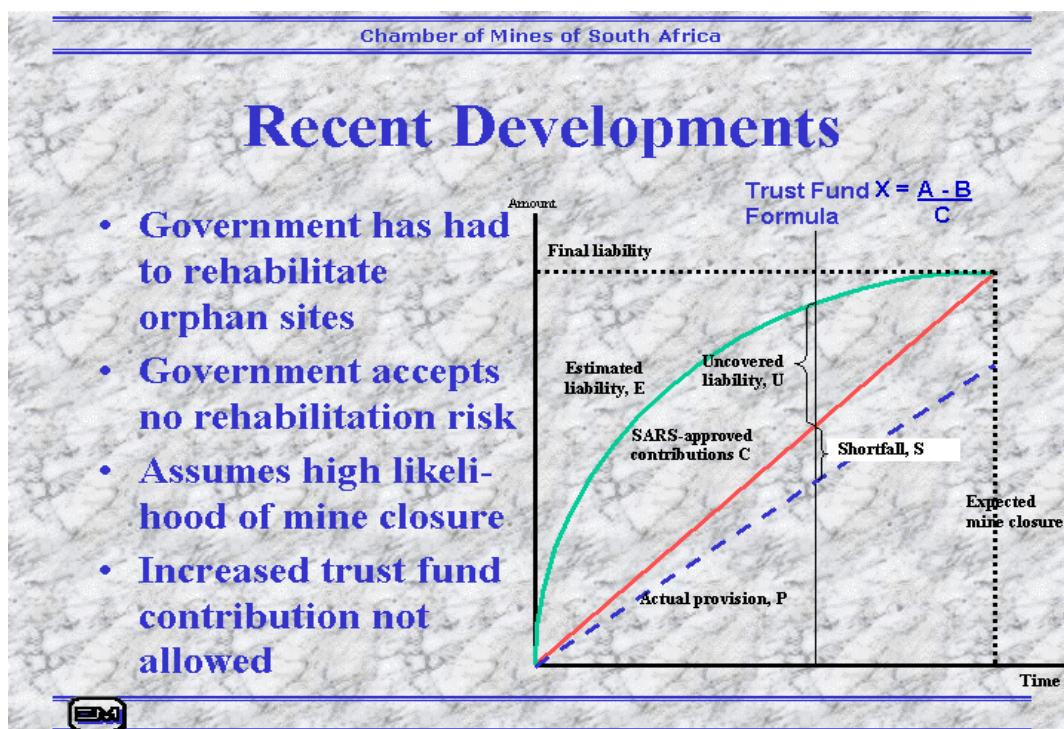 Chamber of Mines of South Africa
Recent Developments
• Government has had
to rehabilitate
orphan sites
• Government accepts
no rehabilitation risk
• Assumes high likeli-
hood of mine closure
• Increased trust fund
contribution not
allowed
Trust Fund X = A - B
Formula C
Amount
Final liability
Estimated
liability, E
Uncovered
liability, U
SARS-approved
contributions C
Shortfall, S
Expected
mine closure
Actual provision, P
Time
EM